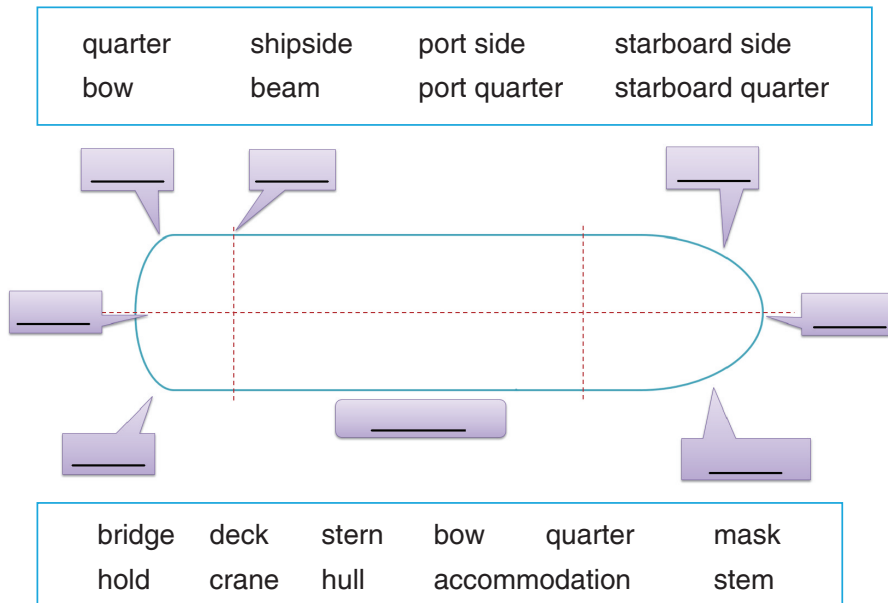 quarter shipside port side starboard side
bow beam port quarter starboard quarter
bridge deck stern bow quarter mask
hold crane hull accommodation stem